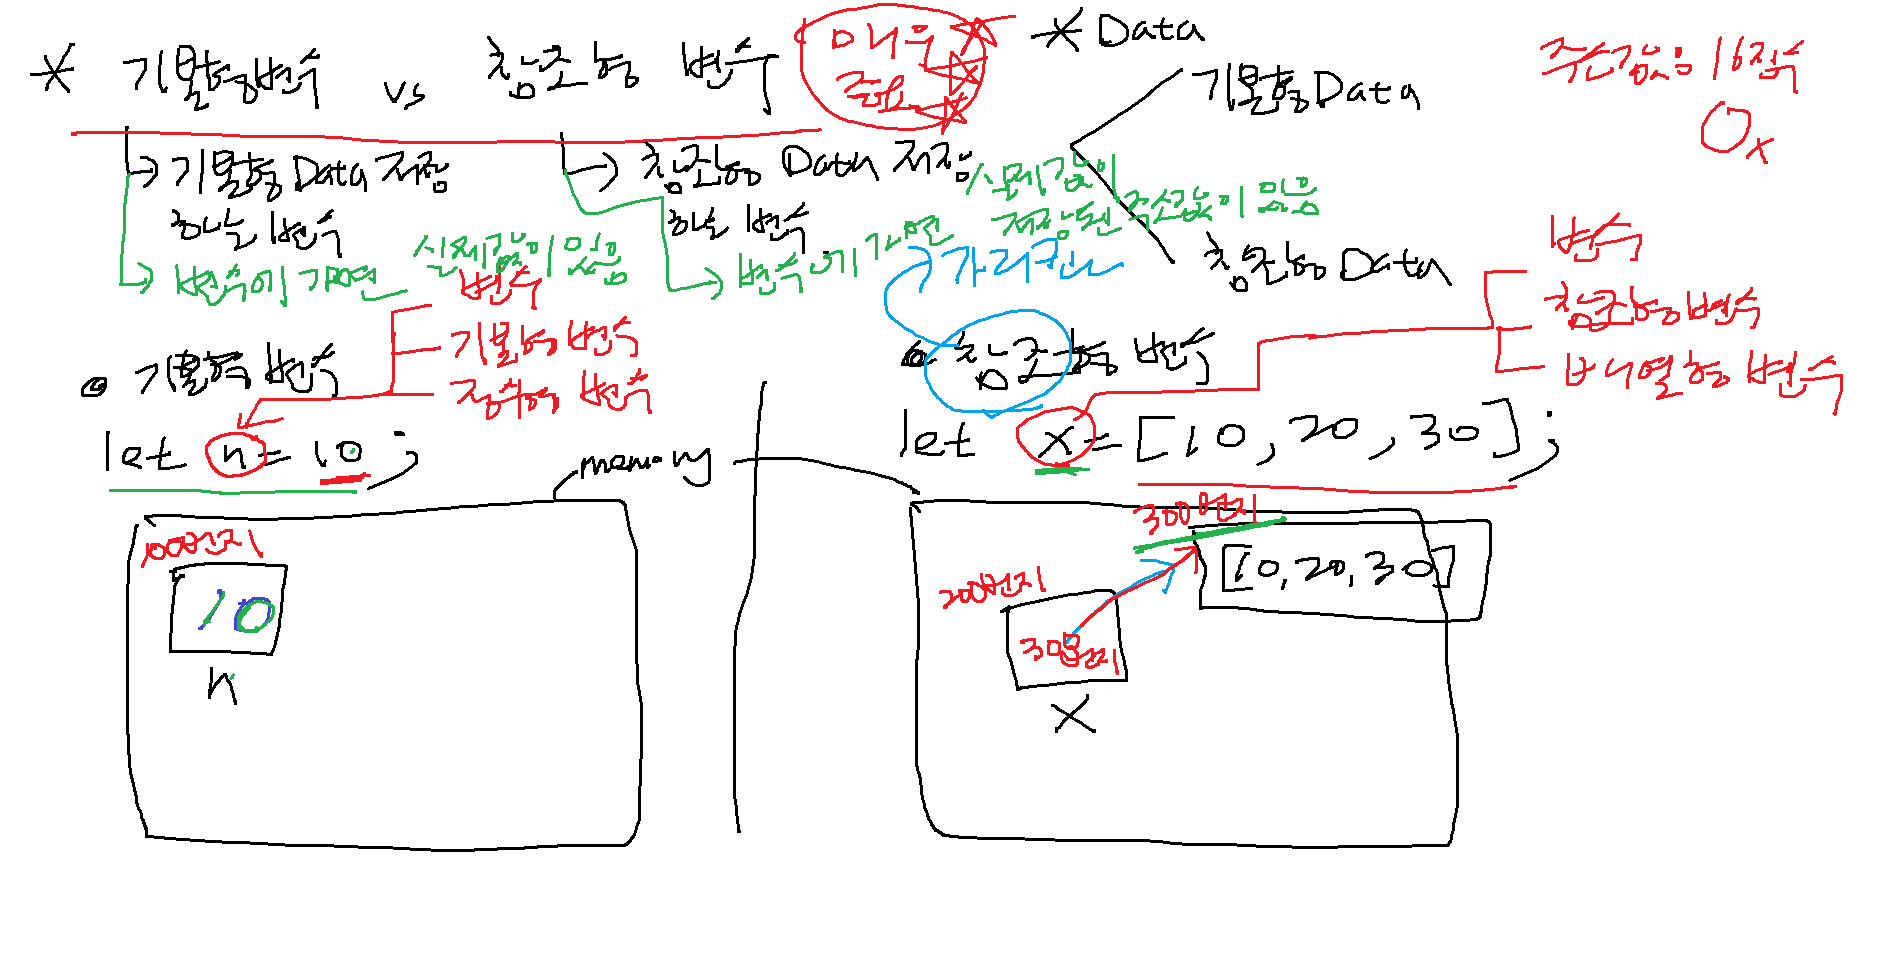 * 기본형변수 vs 참조형 변수
매우
중요
* Data
기본형 Data
참조형 Data
주소값은 16진수
0x
→ 기본형 Data 저장
하는 변수
→ 변수에 가면 실제값이 있음
→ 참조형 Data 저장
하는 변수
→ 변수에 가면 실제값이
저장된 주소값이 있음
가리킨다
변수
기본형 변수
정수형 변수
변수
참조형 변수
배열형 변수
기본형 변수
let n = 10;
참조형 변수
let x = [10, 20, 30];
memory
100번지
10
n
200번지
300번지
x
300번지
[10, 20, 30]